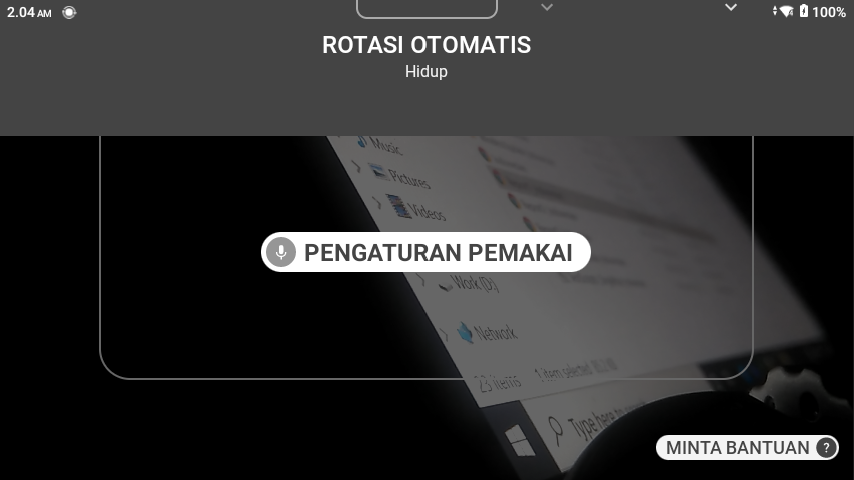 2.04 AM
100%
ROTASI OTOMATIS
Hidup
Music
Pictures
Videos
PENGATURAN PEMAKAI
Work (D:)
Network
23 items 1 item selected
Type here to
MINTA BANTUAN ?